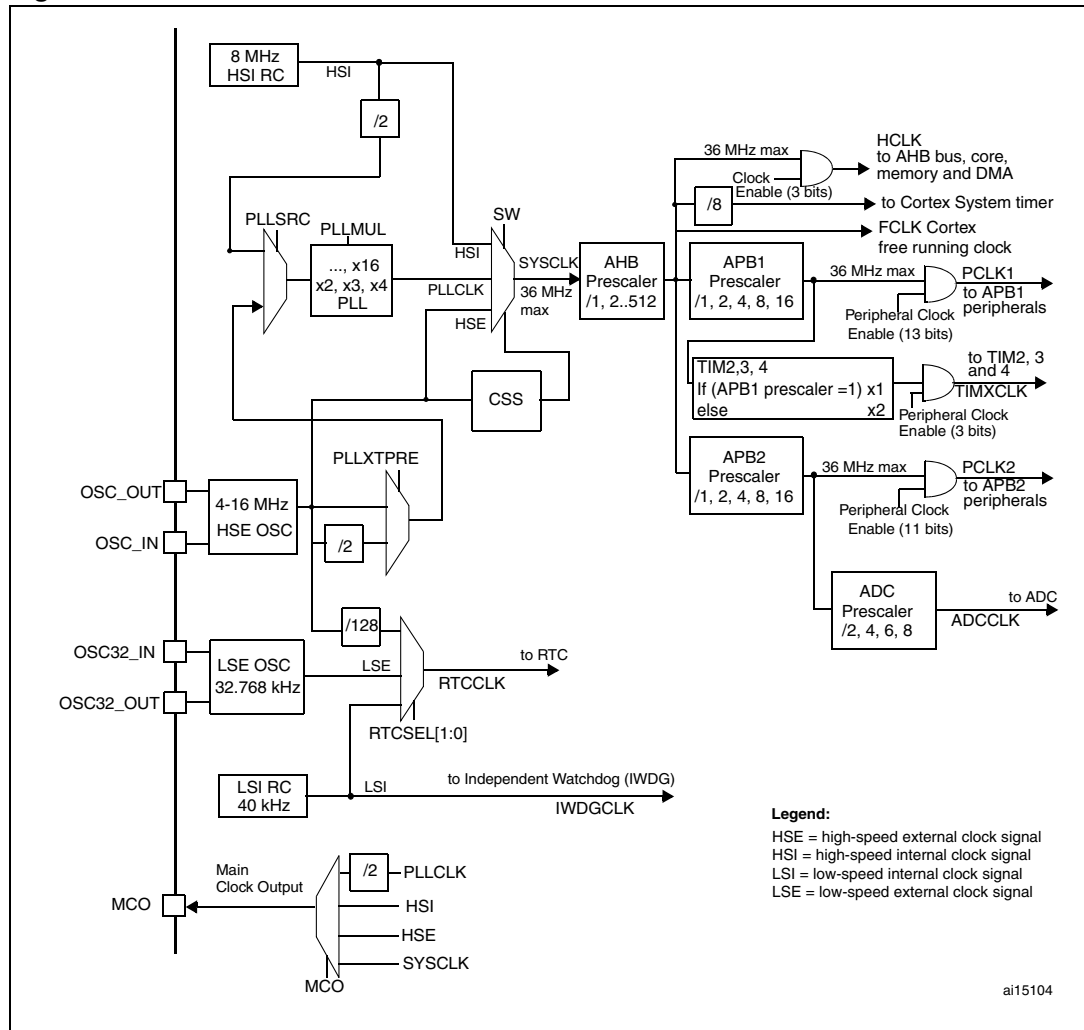 8 MHz
HSI RC
HSI
/2
PLLSRC
PLLMUL
..., x16
x2, x3, x4
PLL
SW
HSI
PLLCLK
HSE
SYSCLK
36 MHz
max
AHB
Prescaler
/1, 2..512
CSS
36 MHz max
Clock
Enable (3 bits)
HCLK
to AHB bus, core,
memory and DMA
/8
to Cortex System timer
FCLK Cortex
free running clock
APB1
Prescaler
/1, 2, 4, 8, 16
36 MHz max
PCLK1
to APB1
peripherals
Peripheral Clock
Enable (13 bits)
TIM2,3, 4
If (APB1 prescaler =1) x1
else x2
to TIM2, 3
and 4
TIMXCLK
Peripheral Clock
Enable (3 bits)
APB2
Prescaler
/1, 2, 4, 8, 16
36 MHz max
PCLK2
to APB2
peripherals
Peripheral Clock
Enable (11 bits)
ADC
Prescaler
/2, 4, 6, 8
to ADC
ADCCLK
PLLXTPRE
OSC_OUT
OSC_IN
4-16 MHz
HSE OSC
/2
/128
OSC32_IN
OSC32_OUT
LSE OSC
32.768 kHz
LSE
to RTC
RTCCLK
RTCSEL[1:0]
LSI RC
40 kHz
LSI
to Independent Watchdog (IWDG)
IWDGCLK
Main
Clock Output
MCO
/2
PLLCLK
HSI
HSE
SYSCLK
MCO
Legend:
HSE = high-speed external clock signal
HSI = high-speed internal clock signal
LSI = low-speed internal clock signal
LSE = low-speed external clock signal
ai15104